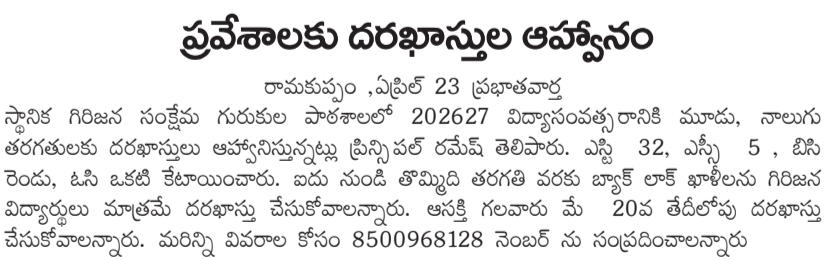 ప్రవేశాలకు దరఖాస్తుల ఆహ్వానం
రామకుప్పం ,ఏప్రిల్ 23 ప్రభాతవార్త
స్థానిక గిరిజన సంక్షేమ గురుకుల పాఠశాలలో 202627 విద్యాసంవత్సరానికి మూడు, నాలుగు
తరగతులకు దరఖాస్తులు ఆహ్వానిస్తున్నట్లు ప్రిన్సిపల్ రమేష్ తెలిపారు. ఎస్టి 32, ఎస్సీ 5 , బిసి
రెండు, ఓసి ఒకటి కేటాయించారు. ఐదు నుండి తొమ్మిది తరగతి వరకు బ్యాక్ లాక్ ఖాళీలను గిరిజన
విద్యార్థులు మాత్రమే దరఖాస్తు చేసుకోవాలన్నారు. ఆసక్తి గలవారు మే 20వ తేదీలోపు దరఖాస్తు
చేసుకోవాలన్నారు. మరిన్ని వివరాల కోసం 8500968128 నెంబర్ ను సంప్రదించాలన్నారు